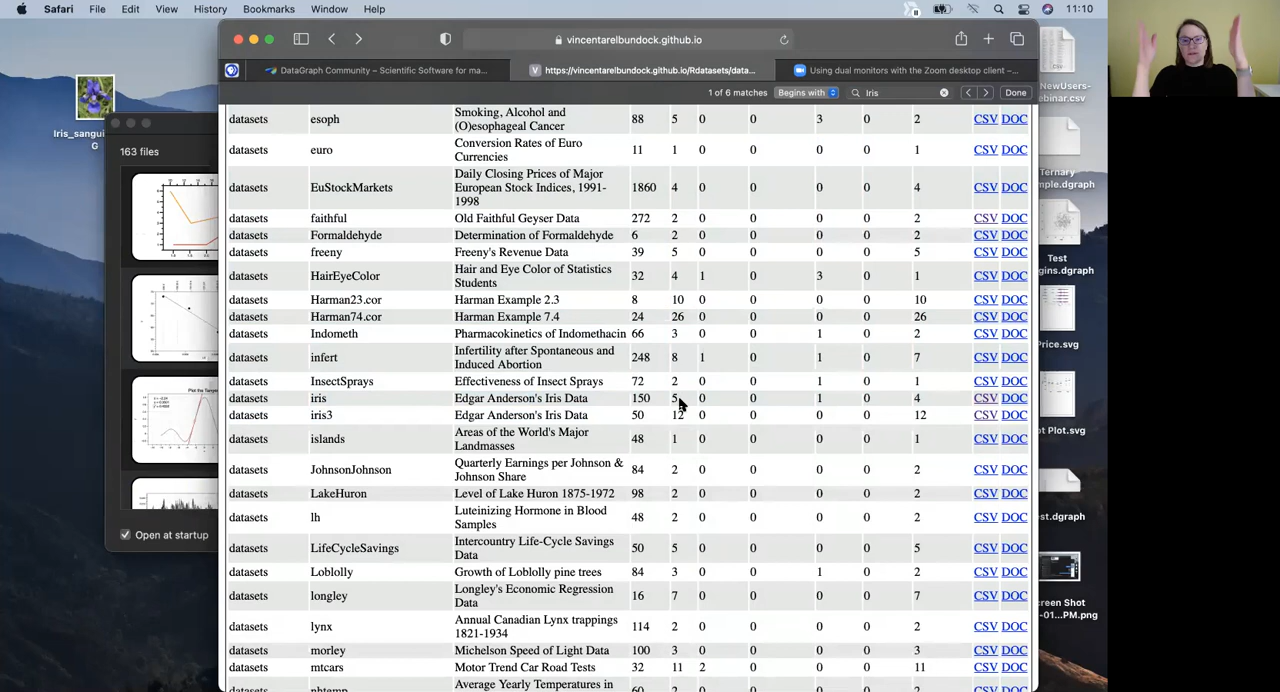 Safari File Edit View History Bookmarks Window Help 11:10
vincentarelbundock.github.io
DataGraph Community – Scientific Software for ma...
V https://vincentarelbundock.github.io/Rdatasets/data...
Using dual monitors with the Zoom desktop client –...
1 of 6 matches Begins with Iris Done
datasets esoph Smoking, Alcohol and
(O)esophageal Cancer 88 5 0 0 3 0 2 CSV DOC
datasets euro Conversion Rates of Euro
Currencies 11 1 0 0 0 0 1 CSV DOC
datasets EuStockMarkets Daily Closing Prices of Major
European Stock Indices, 1991-
1998 1860 4 0 0 0 0 4 CSV DOC
datasets faithful Old Faithful Geyser Data 272 2 0 0 0 0 2 CSV DOC
datasets Formaldehyde Determination of Formaldehyde 6 2 0 0 0 0 2 CSV DOC
datasets freeny Freeny's Revenue Data 39 5 0 0 0 0 5 CSV DOC
datasets HairEyeColor Hair and Eye Color of Statistics
Students 32 4 1 0 3 0 1 CSV DOC
datasets Harman23.cor Harman Example 2.3 8 10 0 0 0 0 10 CSV DOC
datasets Harman74.cor Harman Example 7.4 24 26 0 0 0 0 26 CSV DOC
datasets Indometh Pharmacokinetics of Indomethacin 66 3 0 0 1 0 2 CSV DOC
datasets infert Infertility after Spontaneous and
Induced Abortion 248 8 1 0 1 0 7 CSV DOC
datasets InsectSprays Effectiveness of Insect Sprays 72 2 0 0 1 0 1 CSV DOC
datasets iris Edgar Anderson's Iris Data 150 5 0 0 1 0 4 CSV DOC
datasets iris3 Edgar Anderson's Iris Data 50 12 0 0 0 0 12 CSV DOC
datasets islands Areas of the World's Major
Landmasses 48 1 0 0 0 0 1 CSV DOC
datasets JohnsonJohnson Quarterly Earnings per Johnson &
Johnson Share 84 2 0 0 0 0 2 CSV DOC
datasets LakeHuron Level of Lake Huron 1875-1972 98 2 0 0 0 0 2 CSV DOC
datasets lh Luteinizing Hormone in Blood
Samples 48 2 0 0 0 0 2 CSV DOC
datasets LifeCycleSavings Intercountry Life-Cycle Savings
Data 50 5 0 0 0 0 5 CSV DOC
datasets Loblolly Growth of Loblolly pine trees 84 3 0 0 1 0 2 CSV DOC
datasets longley Longley's Economic Regression
Data 16 7 0 0 0 0 7 CSV DOC
datasets lynx Annual Canadian Lynx trappings
1821-1934 114 2 0 0 0 0 2 CSV DOC
datasets morley Michelson Speed of Light Data 100 3 0 0 0 0 3 CSV DOC
datasets mtcars Motor Trend Car Road Tests 32 11 2 0 0 0 11 CSV DOC
datasets nhtemp Average Yearly Temperatures in
Iris_sangui
G
163 files
Open at startup
NewUsers-
ebinar.csv
Ternary
mple.dgraph
Test
gins.dgraph
Price.svg
ot Plot.svg
est.dgraph
creen Shot
-01...PM.png